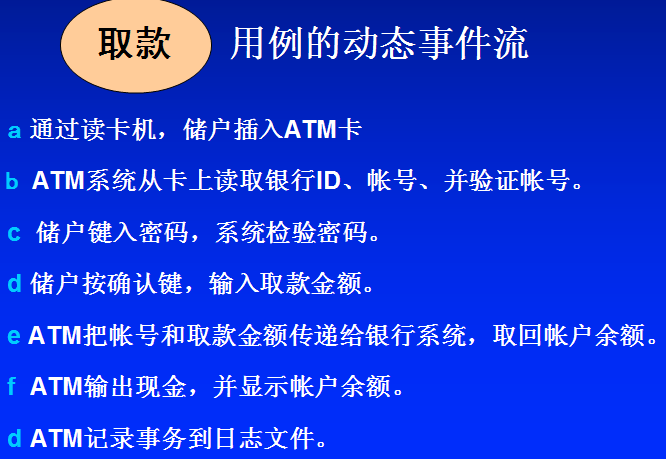 取款 用例的动态事件流
a 通过读卡机，储户插入ATM卡
b ATM系统从卡上读取银行ID、帐号、并验证帐号。
c 储户键入密码，系统检验密码。
d 储户按确认键，输入取款金额。
e ATM把帐号和取款金额传递给银行系统，取回帐户余额。
f ATM输出现金，并显示帐户余额。
d ATM记录事务到日志文件。